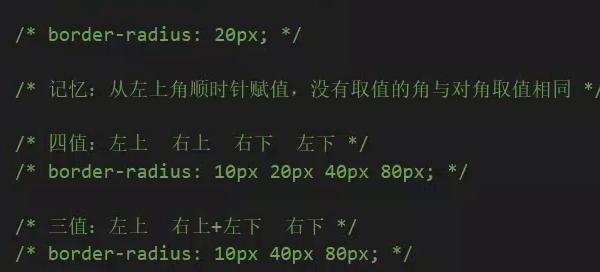 /* border-radius: 20px; */
/* 记忆：从左上角顺时针赋值，没有取值的角与对角取值相同 */
/* 四值：左上 右上 右下 左下 */
/* border-radius: 10px 20px 40px 80px; */
/* 三值：左上 右上+左下 右下 */
/* border-radius: 10px 40px 80px; */